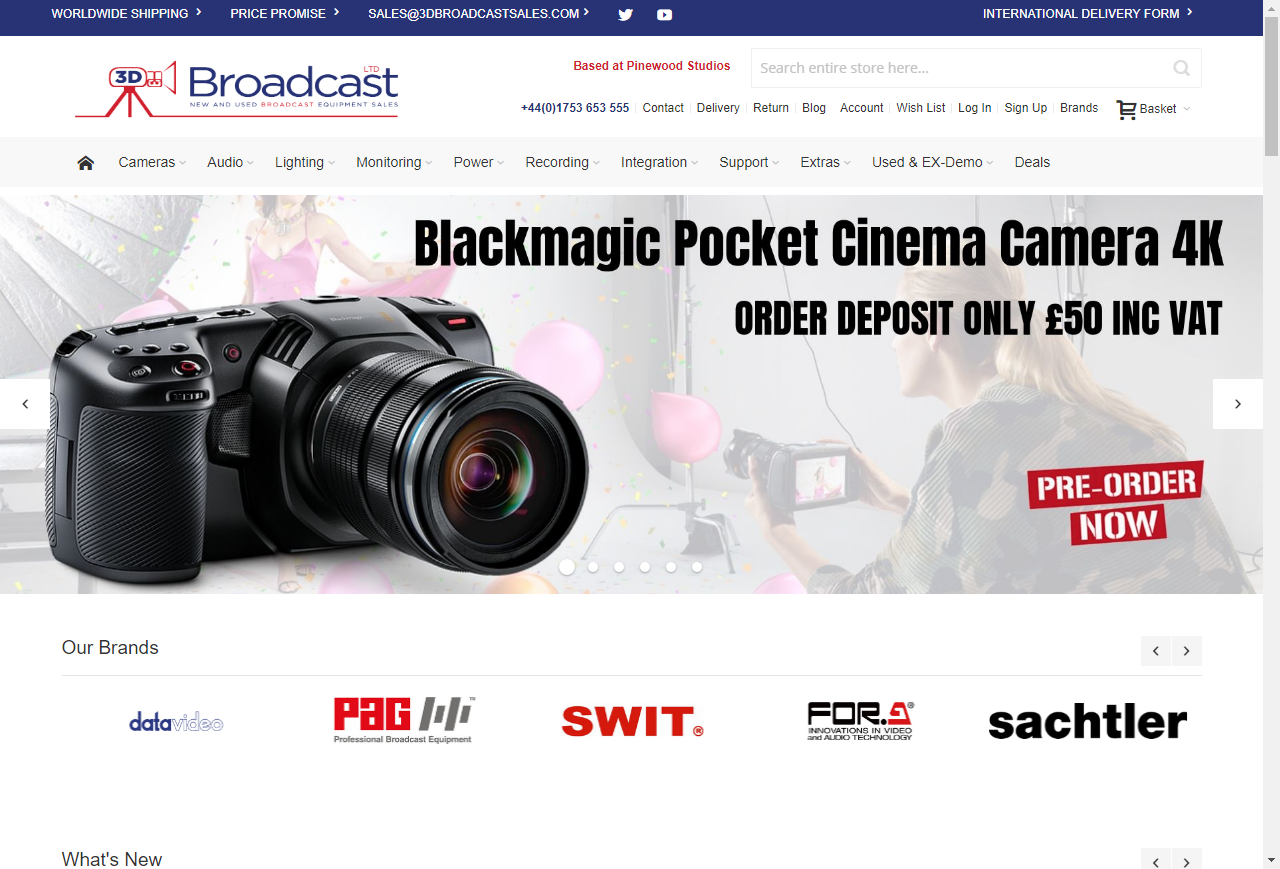 WORLDWIDE SHIPPING
PRICE PROMISE
SALES@3DBROADCASTSALES.COM
INTERNATIONAL DELIVERY FORM
3D Broadcast LTD
NEW AND USED BROADCAST EQUIPMENT SALES
Based at Pinewood Studios
Search entire store here...
+44(0)1753 653 555
Contact
Delivery
Return
Blog
Account
Wish List
Log In
Sign Up
Brands
Basket
Cameras
Audio
Lighting
Monitoring
Power
Recording
Integration
Support
Extras
Used & EX-Demo
Deals
Blackmagic Pocket Cinema Camera 4K
ORDER DEPOSIT ONLY £50 INC VAT
PRE-ORDER
NOW
Our Brands
datavideo
PAG ™
Professional Broadcast Equipment
SWIT®
FOR.A®
INNOVATIONS IN VIDEO
and AUDIO TECHNOLOGY
sachtler
What's New